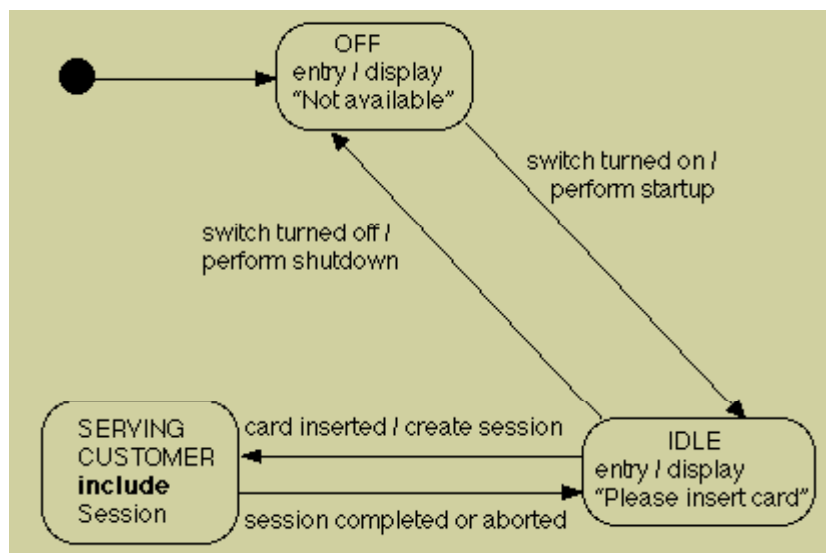 OFF
entry / display
“Not available”
switch turned on /
perform startup
switch turned off /
perform shutdown
SERVING
CUSTOMER
include
Session
card inserted / create session
session completed or aborted
IDLE
entry / display
“Please insert card”